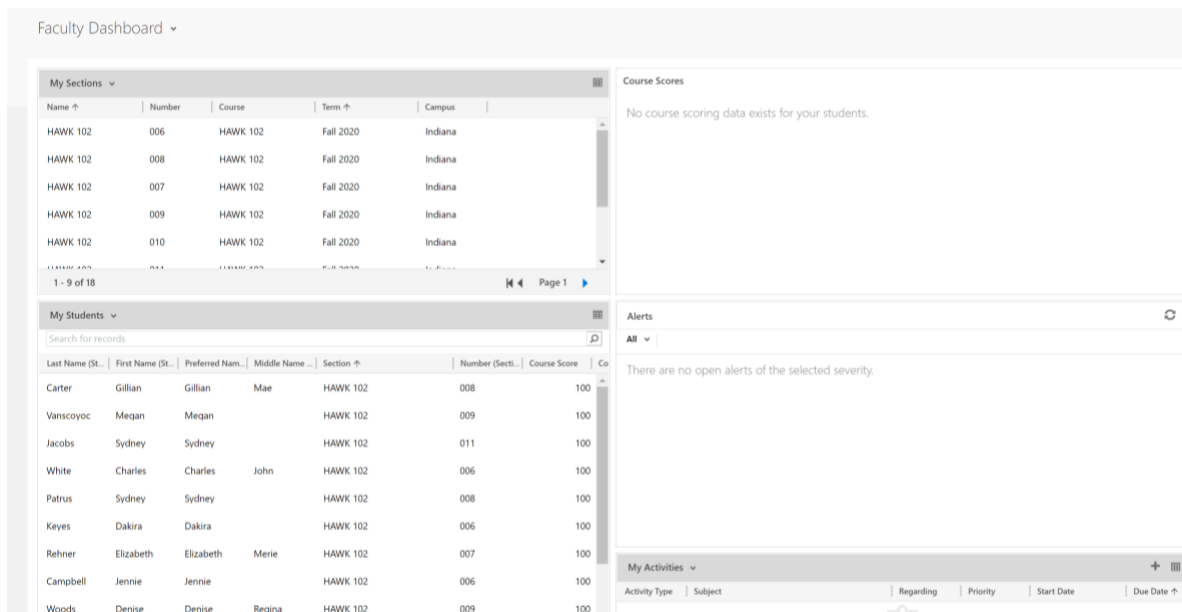 Faculty Dashboard
My Sections
Name Number Course Term Campus
HAWK 102 006 HAWK 102 Fall 2020 Indiana
HAWK 102 008 HAWK 102 Fall 2020 Indiana
HAWK 102 007 HAWK 102 Fall 2020 Indiana
HAWK 102 009 HAWK 102 Fall 2020 Indiana
HAWK 102 010 HAWK 102 Fall 2020 Indiana
1 - 9 of 18 Page 1
My Students
Search for records
Last Name (St... First Name (St... Preferred Nam... Middle Name ... Section Number (Secti... Course Score Co
Carter Gillian Gillian Mae HAWK 102 008 100
Vanscoyoc Megan Megan HAWK 102 009 100
Jacobs Sydney Sydney HAWK 102 011 100
White Charles Charles John HAWK 102 006 100
Patrus Sydney Sydney HAWK 102 008 100
Keyes Dakira Dakira HAWK 102 006 100
Rehner Elizabeth Elizabeth Merie HAWK 102 007 100
Campbell Jennie Jennie HAWK 102 006 100
Woods Denise Denise Regina HAWK 102 009 100
Course Scores
No course scoring data exists for your students.
Alerts
All
There are no open alerts of the selected severity.
My Activities
Activity Type Subject Regarding Priority Start Date Due Date